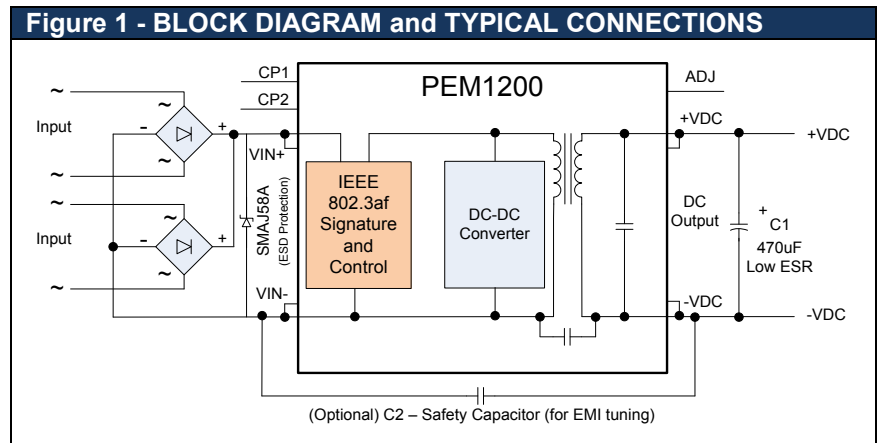 Figure 1 - BLOCK DIAGRAM and TYPICAL CONNECTIONS
CP1
CP2
PEM1200
ADJ
~
~
Input
-
+
~
~
~
~
Input
-
+
~
~
VIN+
VIN-
SMAJ58A
(ESD Protection)
IEEE
802.3af
Signature
and
Control
DC-DC
Converter
+VDC
+VDC
DC
Output
+
C1
470uF
Low ESR
-VDC
-VDC
(Optional) C2 – Safety Capacitor (for EMI tuning)